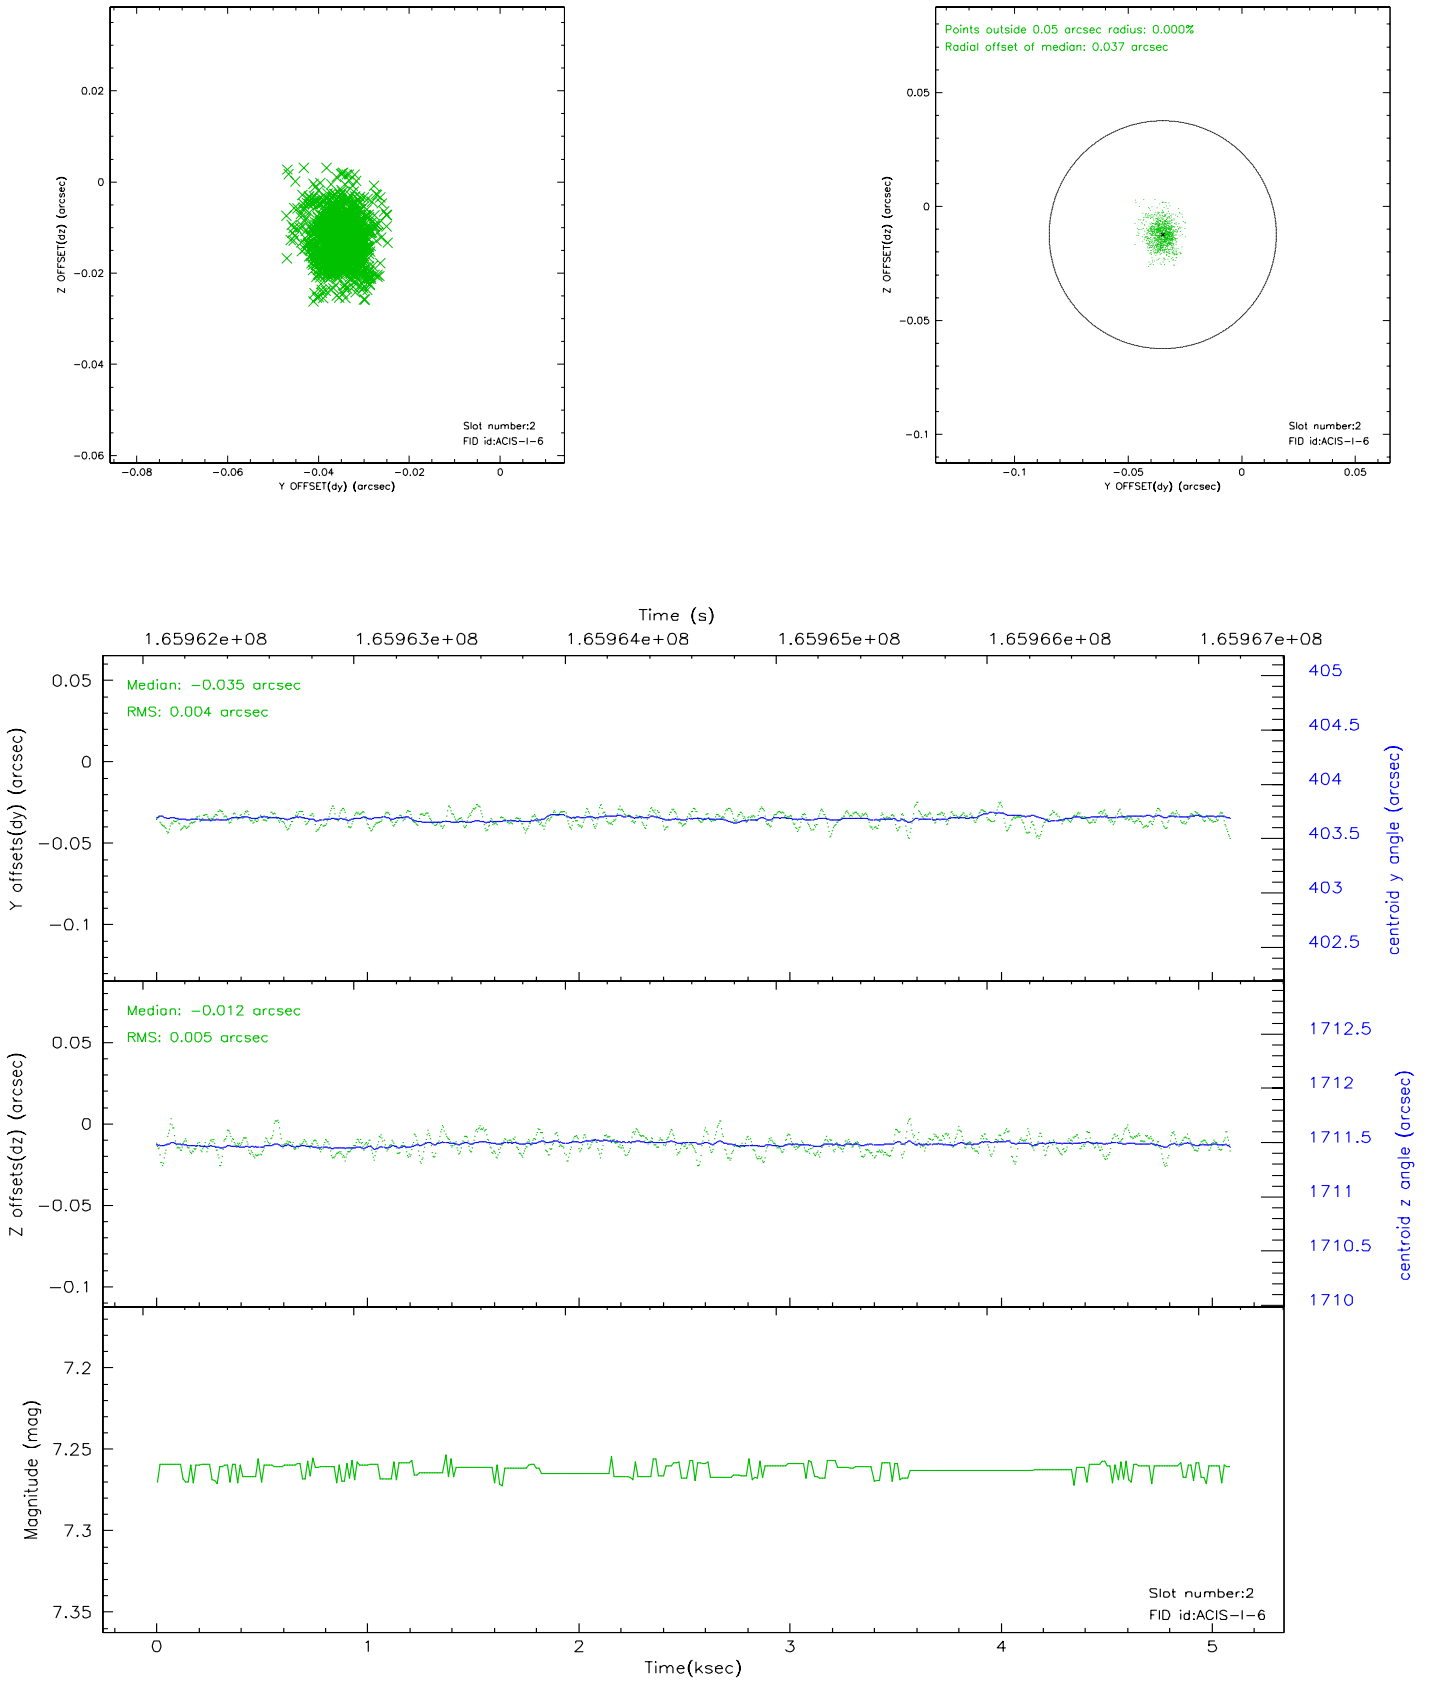 0.02
0
−0.02
−0.04
−0.06
Z OFFSET(dz) (arcsec)
−0.08
−0.06
−0.04
−0.02
0
Y OFFSET(dy) (arcsec)
Slot number:2
FID id:ACIS−I−6
Points outside 0.05 arcsec radius: 0.000%
Radial offset of median: 0.037 arcsec
0.05
0
−0.05
−0.1
Z OFFSET(dz) (arcsec)
Slot number:2
FID id:ACIS−I−6
−0.1
−0.05
0
0.05
Y OFFSET(dy) (arcsec)
Time (s)
1.65962e+08
1.65963e+08
1.65964e+08
1.65965e+08
1.65966e+08
1.65967e+08
Median: −0.035 arcsec
RMS: 0.004 arcsec
0.05
0
−0.05
−0.1
Y offsets(dy) (arcsec)
405
404.5
404
403.5
403
402.5
centroid y angle (arcsec)
Median: −0.012 arcsec
RMS: 0.005 arcsec
0.05
0
−0.05
−0.1
Z offsets(dz) (arcsec)
1712.5
1712
1711.5
1711
1710.5
1710
centroid z angle (arcsec)
7.2
7.25
7.3
7.35
Magnitude (mag)
Slot number:2
FID id:ACIS−I−6
0
1
2
3
4
5
Time(ksec)